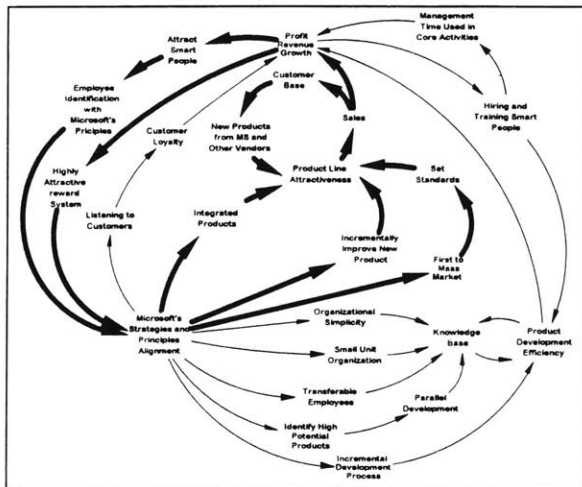 Management
Time Used in
Core Activities
Profit
Revenue
Growth
Attract
Smart
People
Customer
Base
Employee
Identification
with
Microsoft's
Priciples
Hiring and
Training Smart
People
Sales
New Products
from MS and
Other Vendors
Customer
Loyalty
Highly
Attractive
reward
System
Product Line
Attractiveness
Set
Standards
Listening to
Customers
Integrated
Products
Incrementally
Improve New
Product
First to
Mass
Market
Microsoft's
Strategies and
Principles
Alignment
Organizational
Simplicity
Knowledge
Base
Product
Development
Efficiency
Small Unit
Organization
Transferable
Employees
Parallel
Development
Identify High
Potential
Products
Incremental
Development
Process